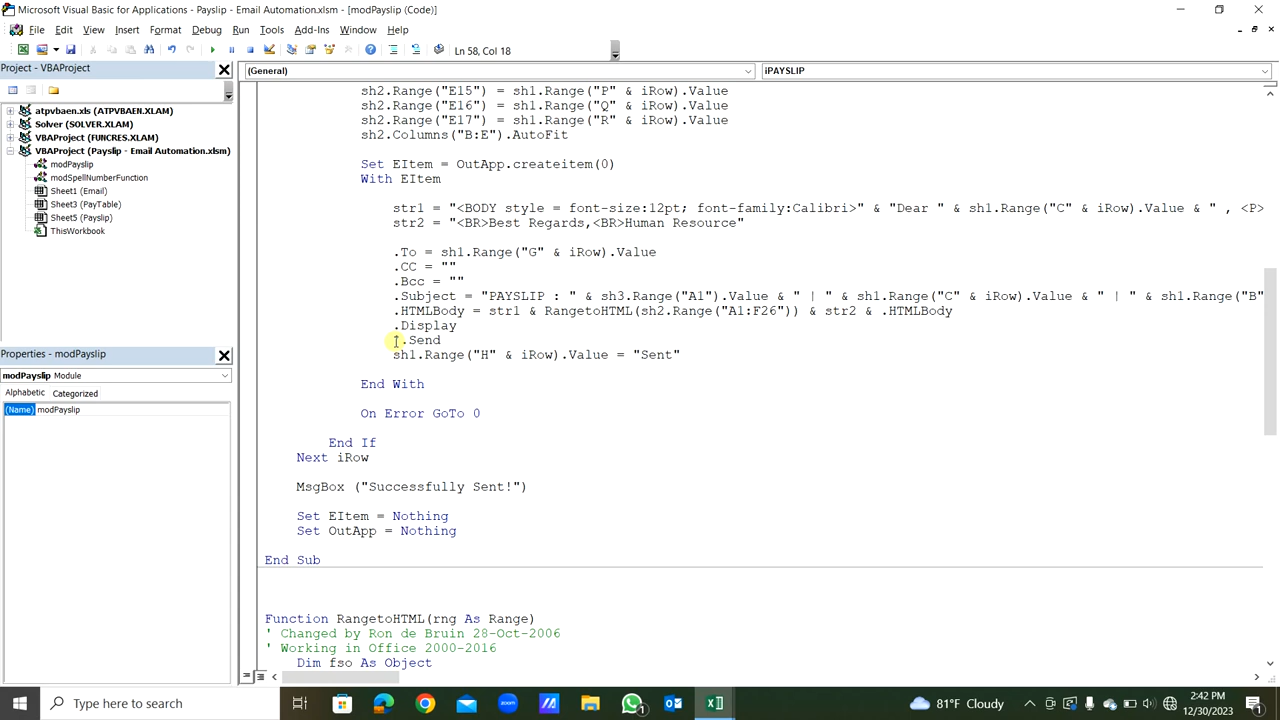 Microsoft Visual Basic for Applications - Payslip - Email Automation.xlsm - [modPayslip (Code)]
File Edit View Insert Format Debug Run Tools Add-Ins Window Help
Ln 58, Col 18
Project - VBAProject
(General)
iPAYSLIP
atpvbaen.xls (ATPVBAEN.XLAM)
Solver (SOLVER.XLAM)
VBAProject (FUNCRES.XLAM)
VBAProject (Payslip - Email Automation.xlsm)
modPayslip
modSpellNumberFunction
Sheet1 (Email)
Sheet3 (PayTable)
Sheet5 (Payslip)
ThisWorkbook
Properties - modPayslip
modPayslip Module
Alphabetic Categorized
(Name) modPayslip
sh2.Range("E15") = sh1.Range("P" & iRow).Value
sh2.Range("E16") = sh1.Range("Q" & iRow).Value
sh2.Range("E17") = sh1.Range("R" & iRow).Value
sh2.Columns("B:E").AutoFit
Set EItem = OutApp.createitem(0)
With EItem
str1 = "<BODY style = font-size:12pt; font-family:Calibri>" & "Dear " & sh1.Range("C" & iRow).Value & " , <P>
str2 = "<BR>Best Regards,<BR>Human Resource"
.To = sh1.Range("G" & iRow).Value
.CC = ""
.Bcc = ""
.Subject = "PAYSLIP : " & sh3.Range("A1").Value & " | " & sh1.Range("C" & iRow).Value & " | " & sh1.Range("B"
.HTMLBody = str1 & RangetoHTML(sh2.Range("A1:F26")) & str2 & .HTMLBody
.Display
.Send
sh1.Range("H" & iRow).Value = "Sent"
End With
On Error GoTo 0
End If
Next iRow
MsgBox ("Successfully Sent!")
Set EItem = Nothing
Set OutApp = Nothing
End Sub
Function RangetoHTML(rng As Range)
' Changed by Ron de Bruin 28-Oct-2006
' Working in Office 2000-2016
Dim fso As Object
Type here to search
zoom
1
81°F Cloudy
2:42 PM
12/30/2023
1